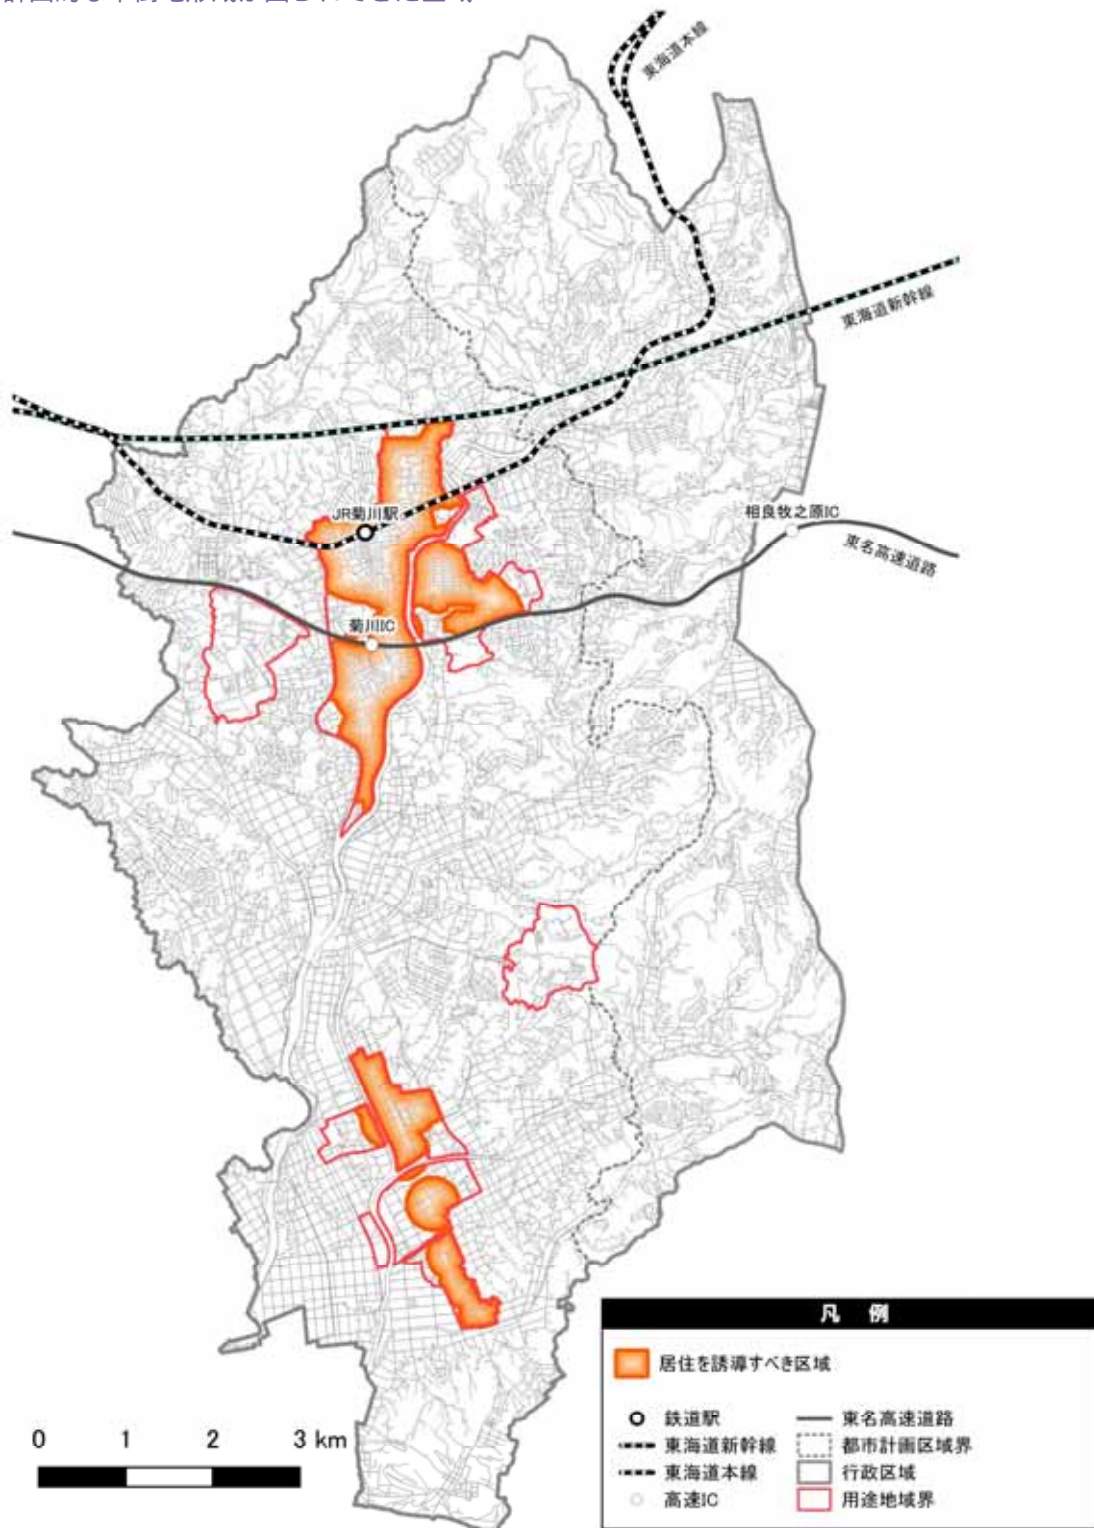 東海道本線
東海道新幹線
JR菊川駅
相良牧之原IC
東名高速道路
菊川IC
凡 例
居住を誘導すべき区域
鉄道駅
東名高速道路
東海道新幹線
都市計画区域界
東海道本線
行政区域
高速IC
用途地域界
0 1 2 3 km